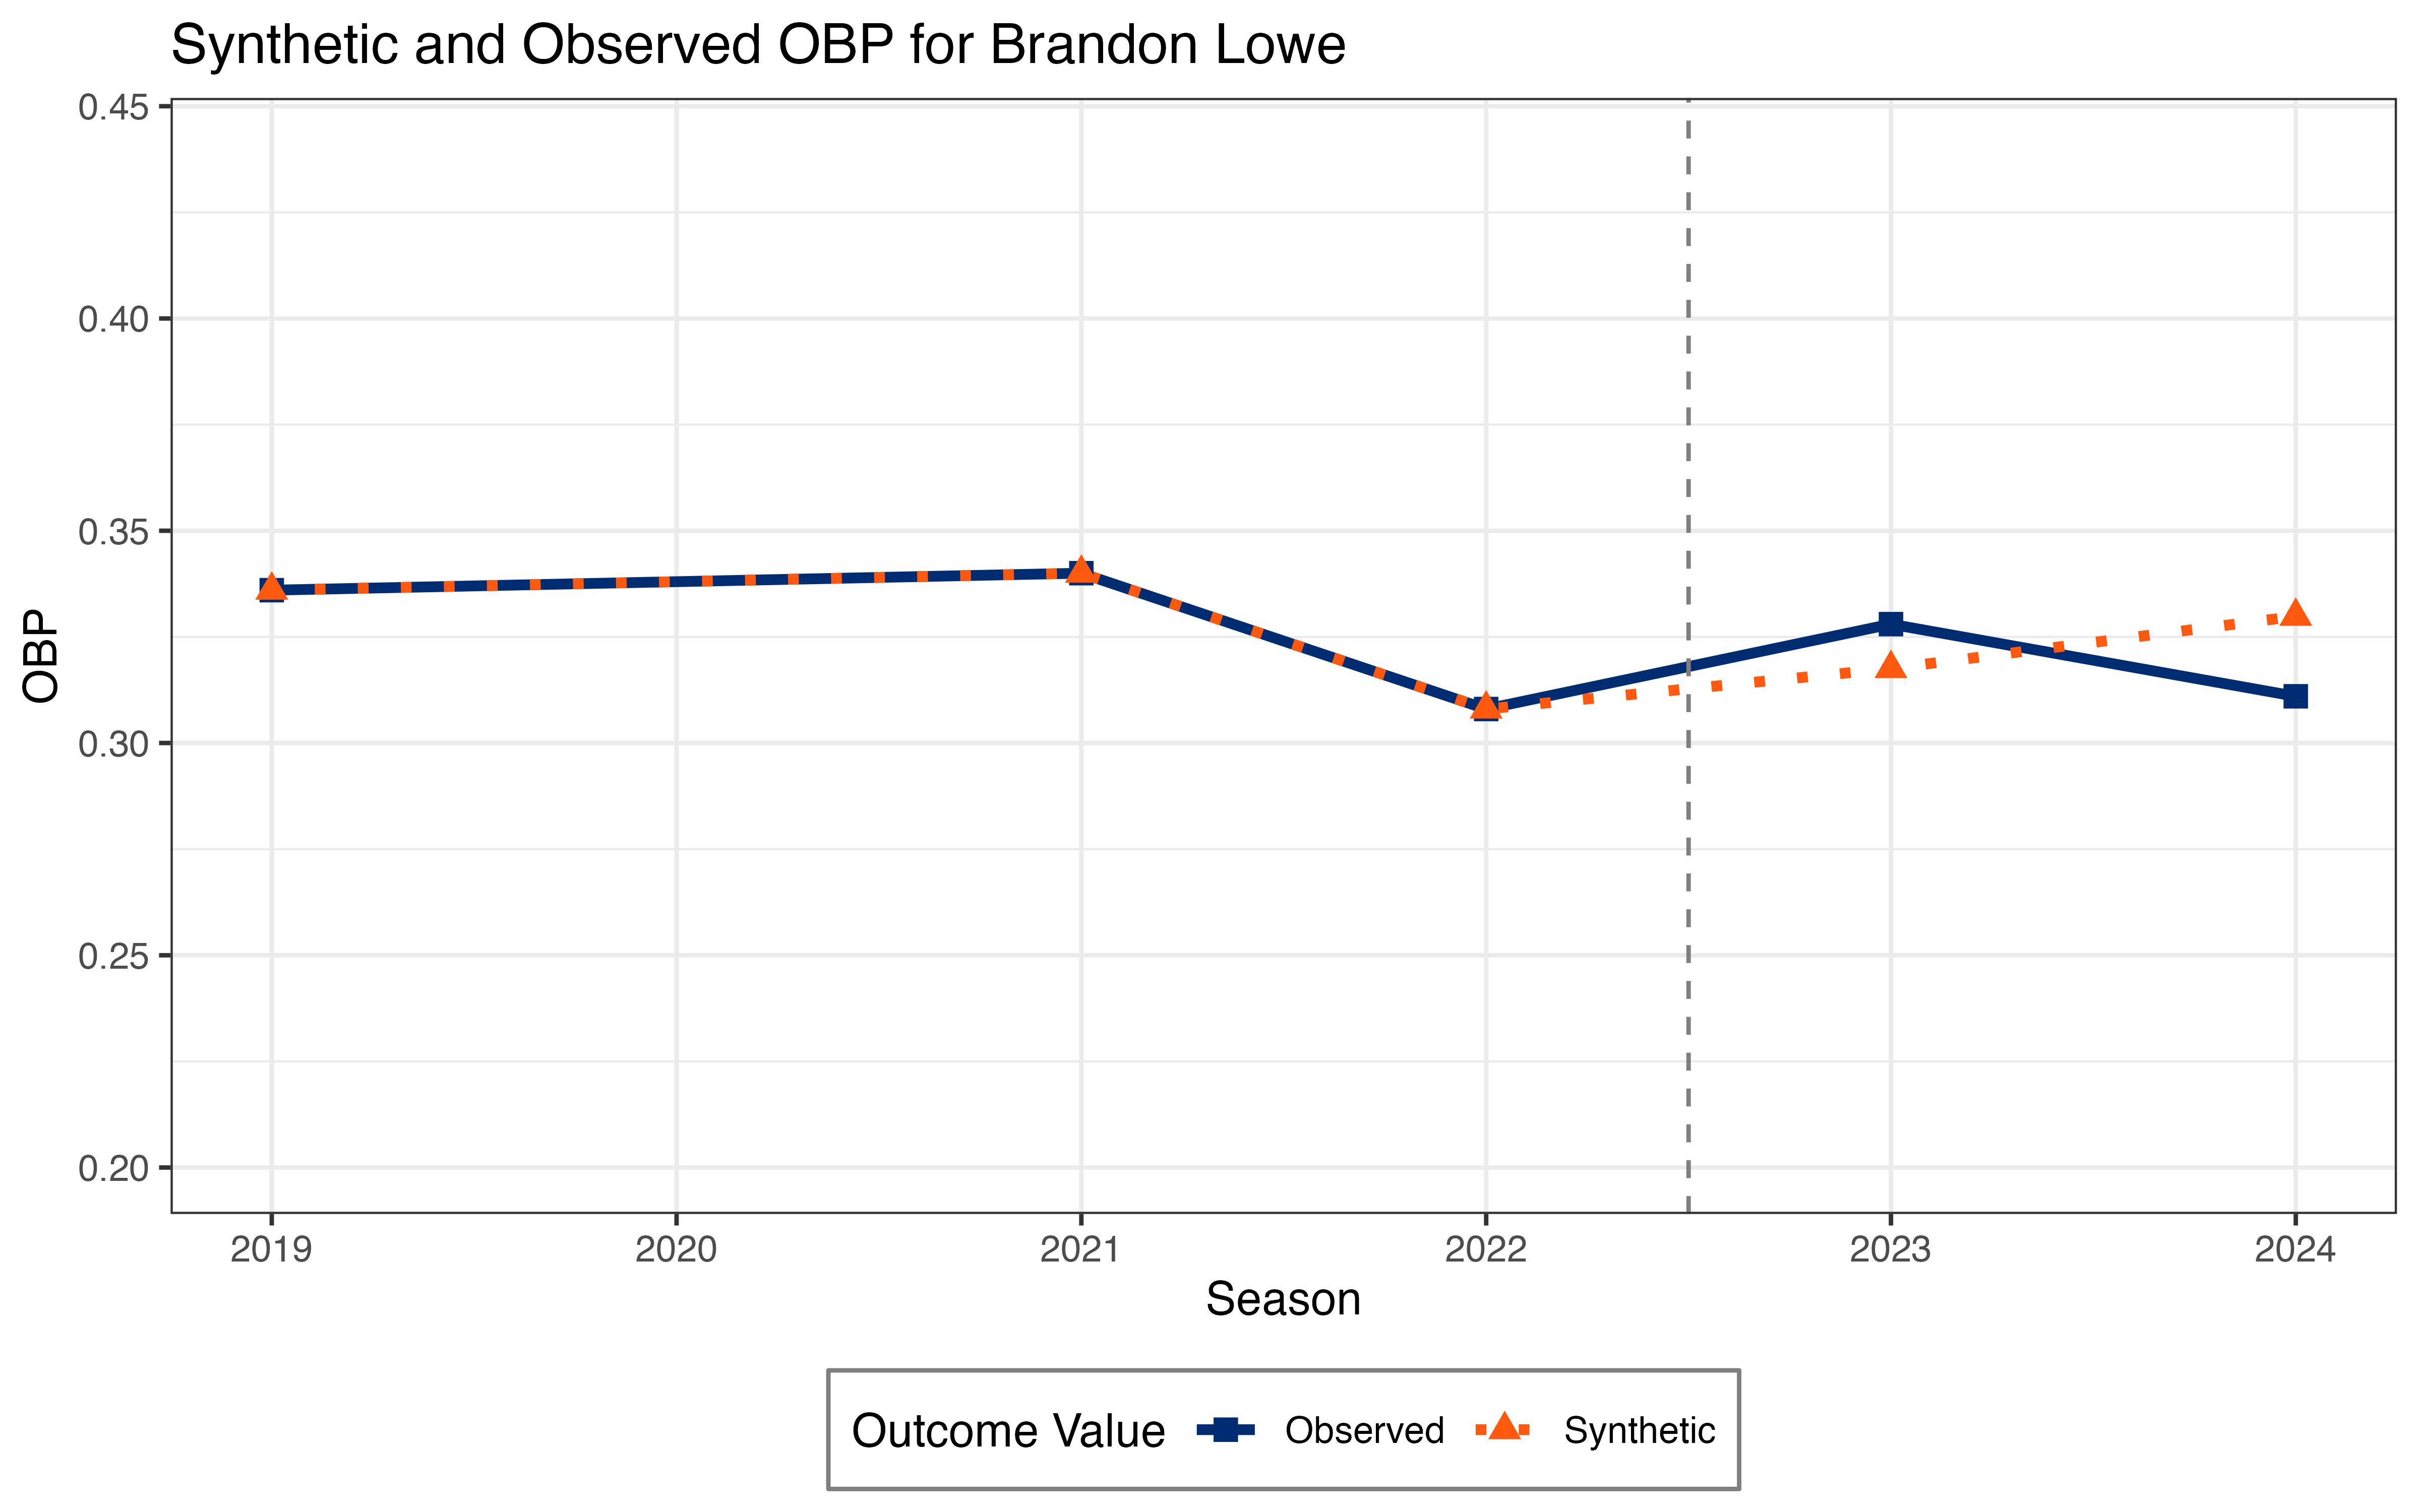 Synthetic and Observed OBP for Brandon Lowe
0.45
0.40
0.35
0.30
0.25
0.20
OBP
2019 2020 2021 2022 2023 2024
Season
Outcome Value Observed Synthetic